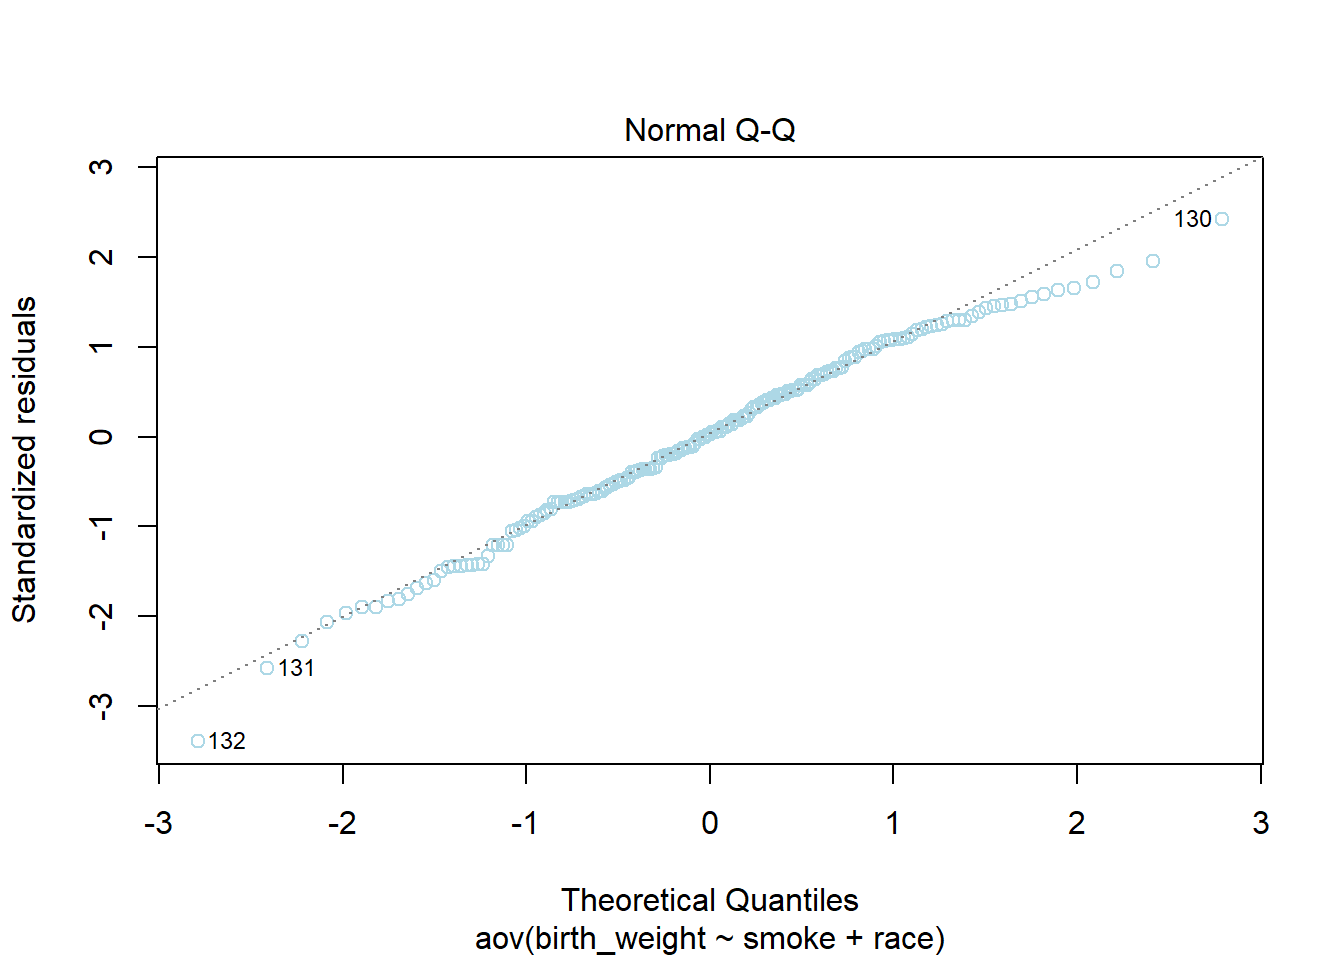 Normal Q-Q
Standardized residuals
3
2
1
0
-1
-2
-3
130
131
132
-3 -2 -1 0 1 2 3
Theoretical Quantiles
aov(birth_weight ~ smoke + race)